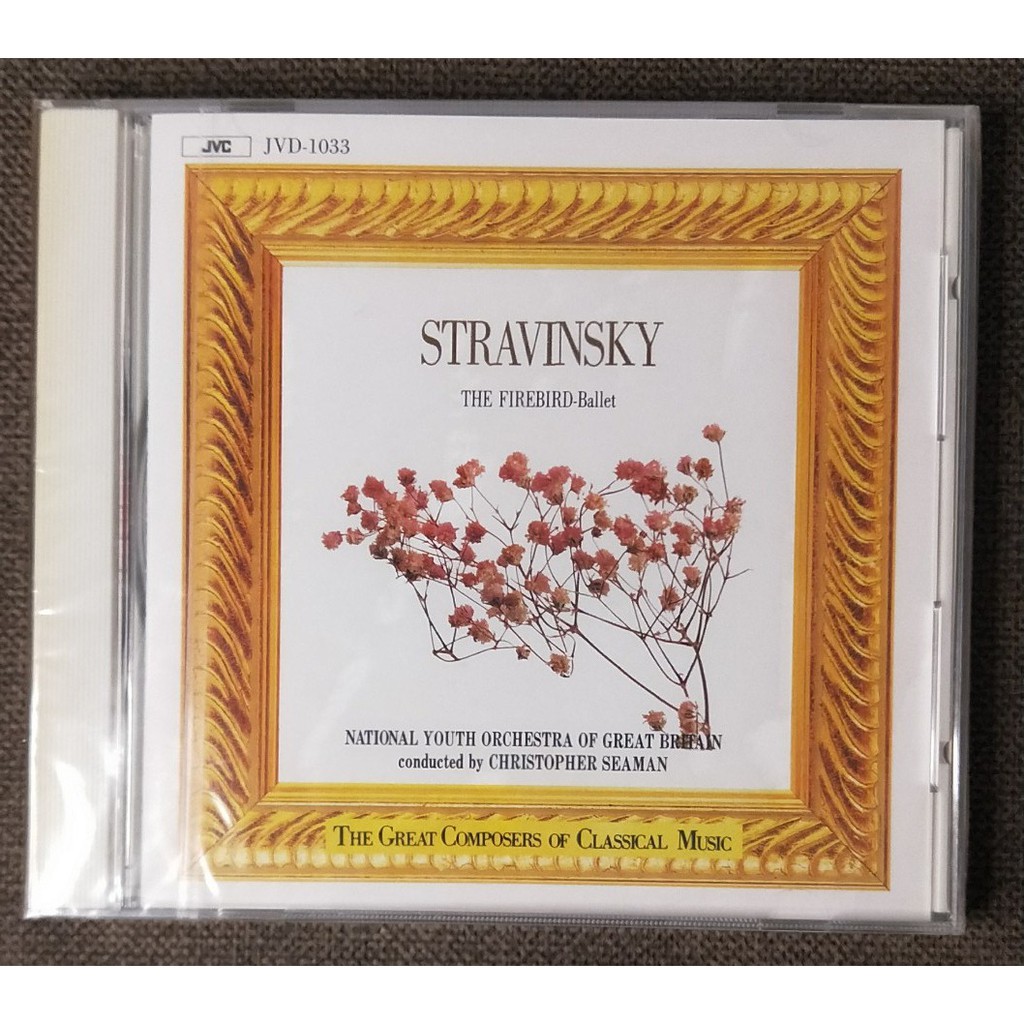 JVC JVD-1033
STRAVINSKY
THE FIREBIRD-Ballet
NATIONAL YOUTH ORCHESTRA OF GREAT BRITAIN
conducted by CHRISTOPHER SEAMAN
THE GREAT COMPOSERS OF CLASSICAL MUSIC